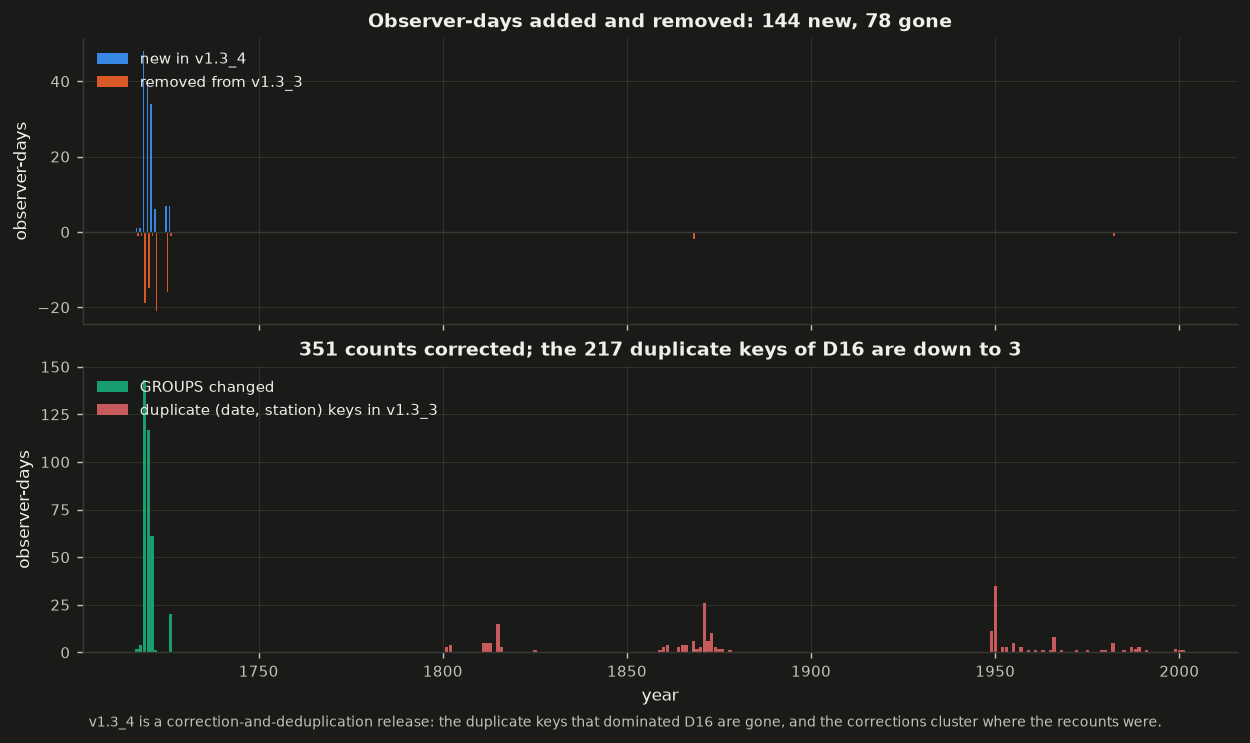 Observer-days added and removed: 144 new, 78 gone
new in v1.3_4
removed from v1.3_3
observer-days
40
20
0
−20
351 counts corrected; the 217 duplicate keys of D16 are down to 3
GROUPS changed
duplicate (date, station) keys in v1.3_3
observer-days
150
125
100
75
50
25
0
1750 1800 1850 1900 1950 2000
year
v1.3_4 is a correction-and-deduplication release: the duplicate keys that dominated D16 are gone, and the corrections cluster where the recounts were.